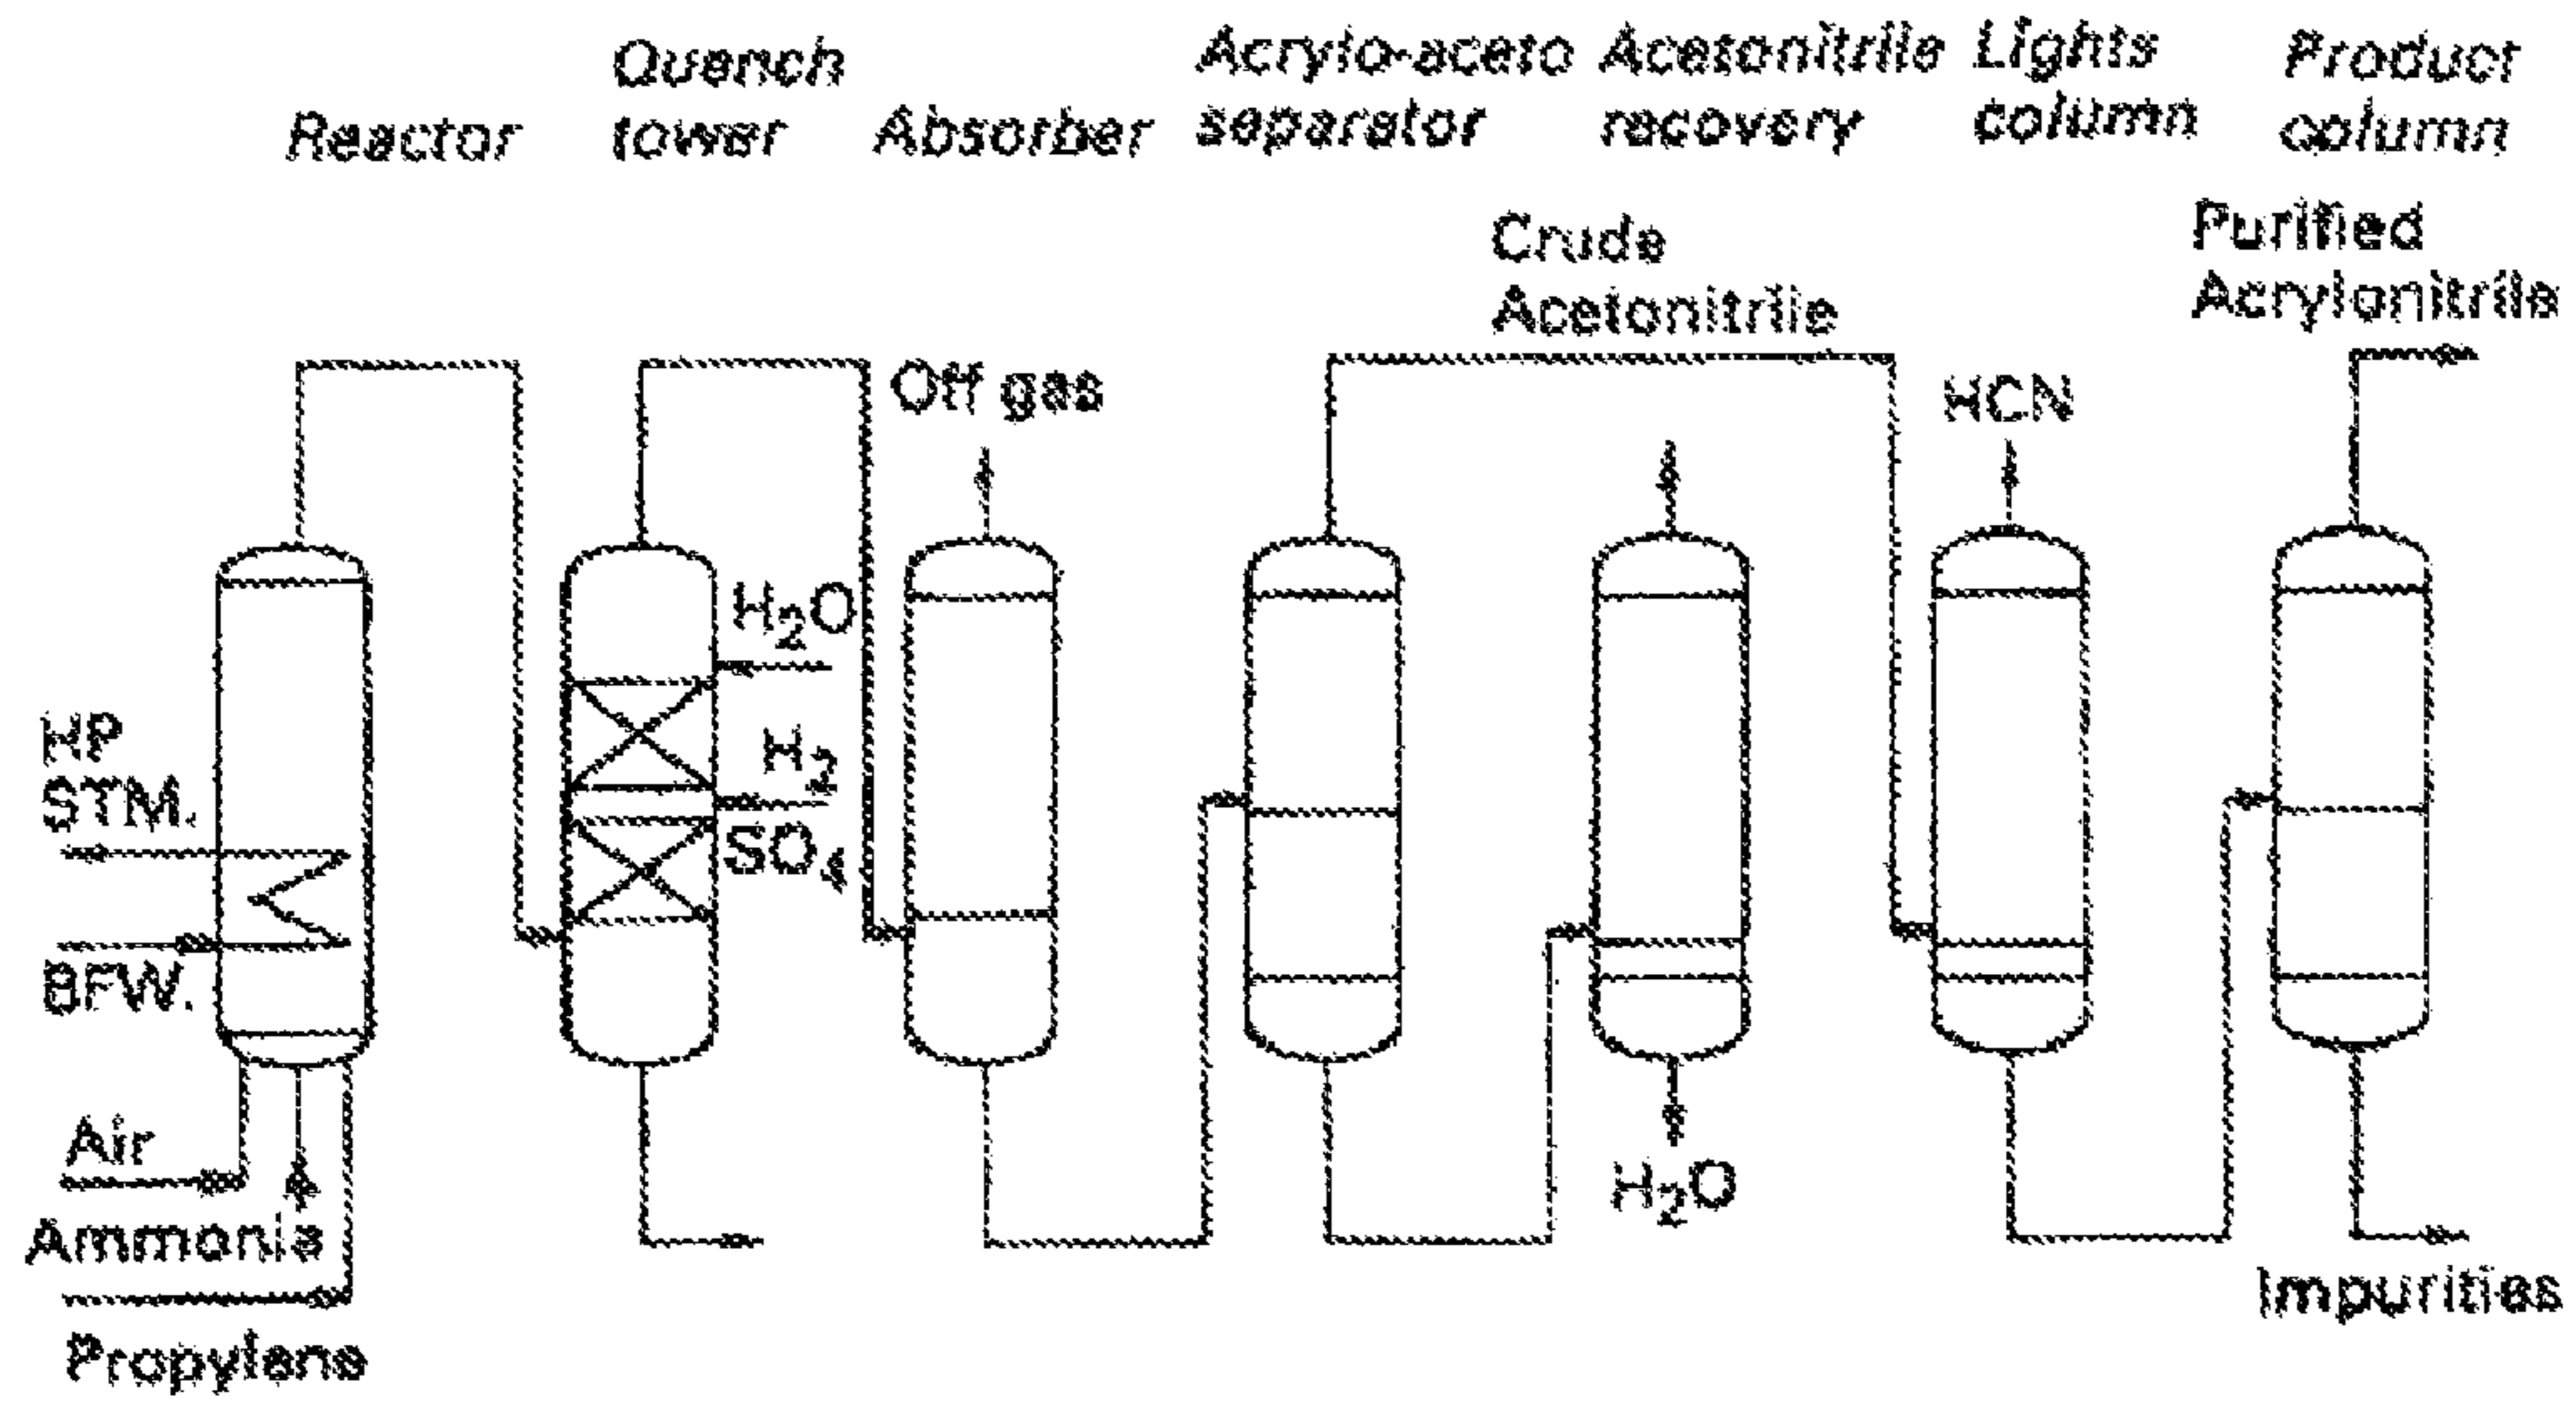 Reactor
Quench
tower
Absorber
Acrylo-aceto
separator
Acetonitrile
recovery
Lights
column
Product
column
Crude
Acetonitrile
Purified
Acrylonitrile
Off gas
HCN
H₂O
H₂
SO₄
HP
STM.
BFW.
Air
Ammonia
Propylene
H₂O
Impurities